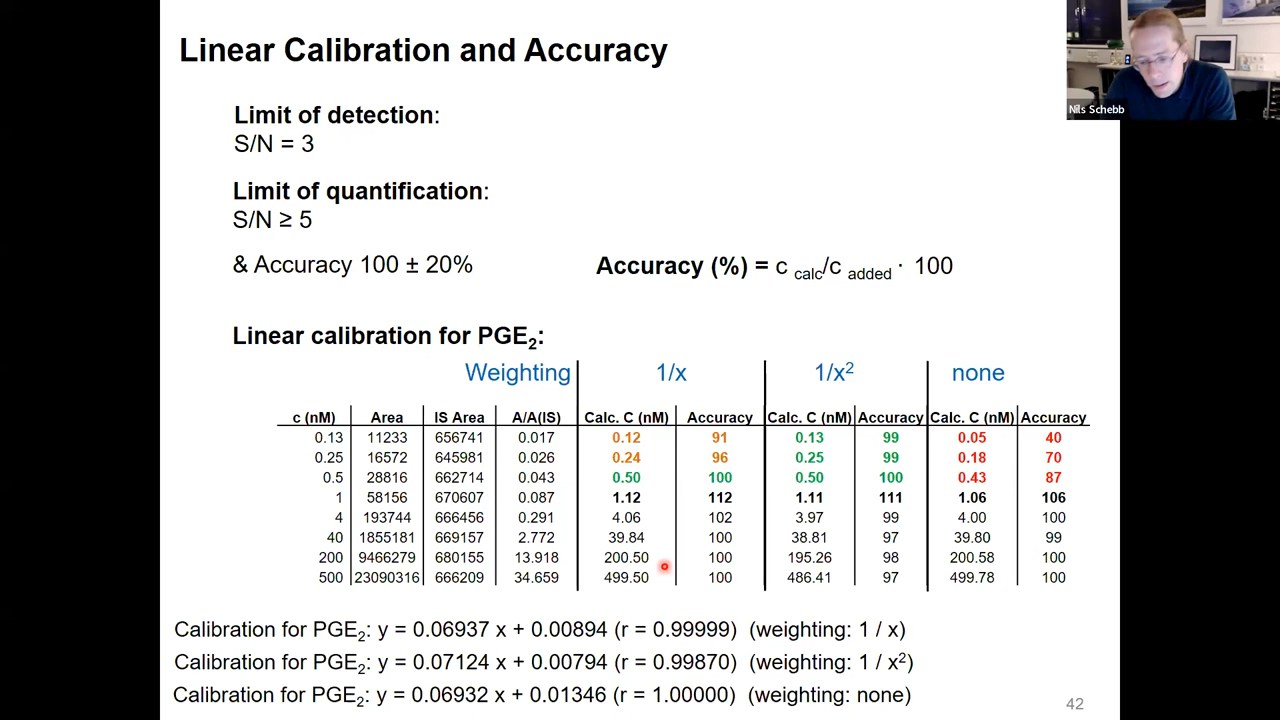 Linear Calibration and Accuracy
Nils Schebb
Limit of detection:
S/N = 3
Limit of quantification:
S/N ≥ 5
& Accuracy 100 ± 20%
Accuracy (%) = c calc/c added · 100
Linear calibration for PGE2:
Weighting 1/x 1/x² none
c (nM) Area IS Area A/A(IS) Calc. C (nM) Accuracy Calc. C (nM) Accuracy Calc. C (nM) Accuracy
0.13 11233 656741 0.017 0.12 91 0.13 99 0.05 40
0.25 16572 645981 0.026 0.24 96 0.25 99 0.18 70
0.5 28816 662714 0.043 0.50 100 0.50 100 0.43 87
1 58156 670607 0.087 1.12 112 1.11 111 1.06 106
4 193744 666456 0.291 4.06 102 3.97 99 4.00 100
40 1855181 669157 2.772 39.84 100 38.81 97 39.80 99
200 9466279 680155 13.918 200.50 100 195.26 98 200.58 100
500 23090316 666209 34.659 499.50 100 486.41 97 499.78 100
Calibration for PGE2: y = 0.06937 x + 0.00894 (r = 0.99999) (weighting: 1 / x)
Calibration for PGE2: y = 0.07124 x + 0.00794 (r = 0.99870) (weighting: 1 / x²)
Calibration for PGE2: y = 0.06932 x + 0.01346 (r = 1.00000) (weighting: none)
42